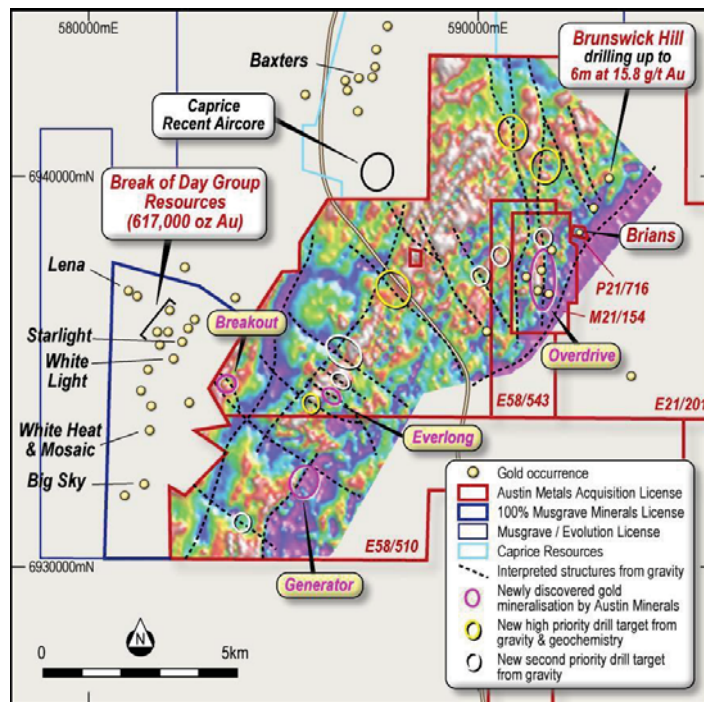 580000mE
590000mE
Baxters
Brunswick Hill
drilling up to
6m at 15.8 g/t Au
Caprice
Recent Aircore
6940000mN
Break of Day Group
Resources
(617,000 oz Au)
Brians
Lena
P21/716
Breakout
M21/154
Starlight
White
Light
Overdrive
E58/543
E21/201
White Heat
& Mosaic
Everlong
Big Sky
E58/510
6930000mN
Generator
N
0
5km
Gold occurrence
Austin Metals Acquisition License
100% Musgrave Minerals License
Musgrave / Evolution License
Caprice Resources
Interpreted structures from gravity
Newly discovered gold
mineralisation by Austin Minerals
New high priority drill target from
gravity & geochemistry
New second priority drill target
from gravity